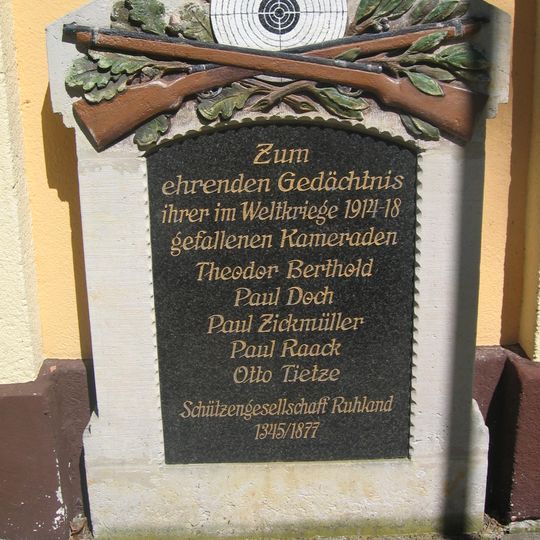 Zum
ehrenden Gedächtnis
ihrer im Weltkriege 1914-18
gefallenen Kameraden
Theodor Berthold
Paul Doch
Paul Zickmüller
Paul Raack
Otto Tietze
Schützengesellschaft Ruhland
1345/1877